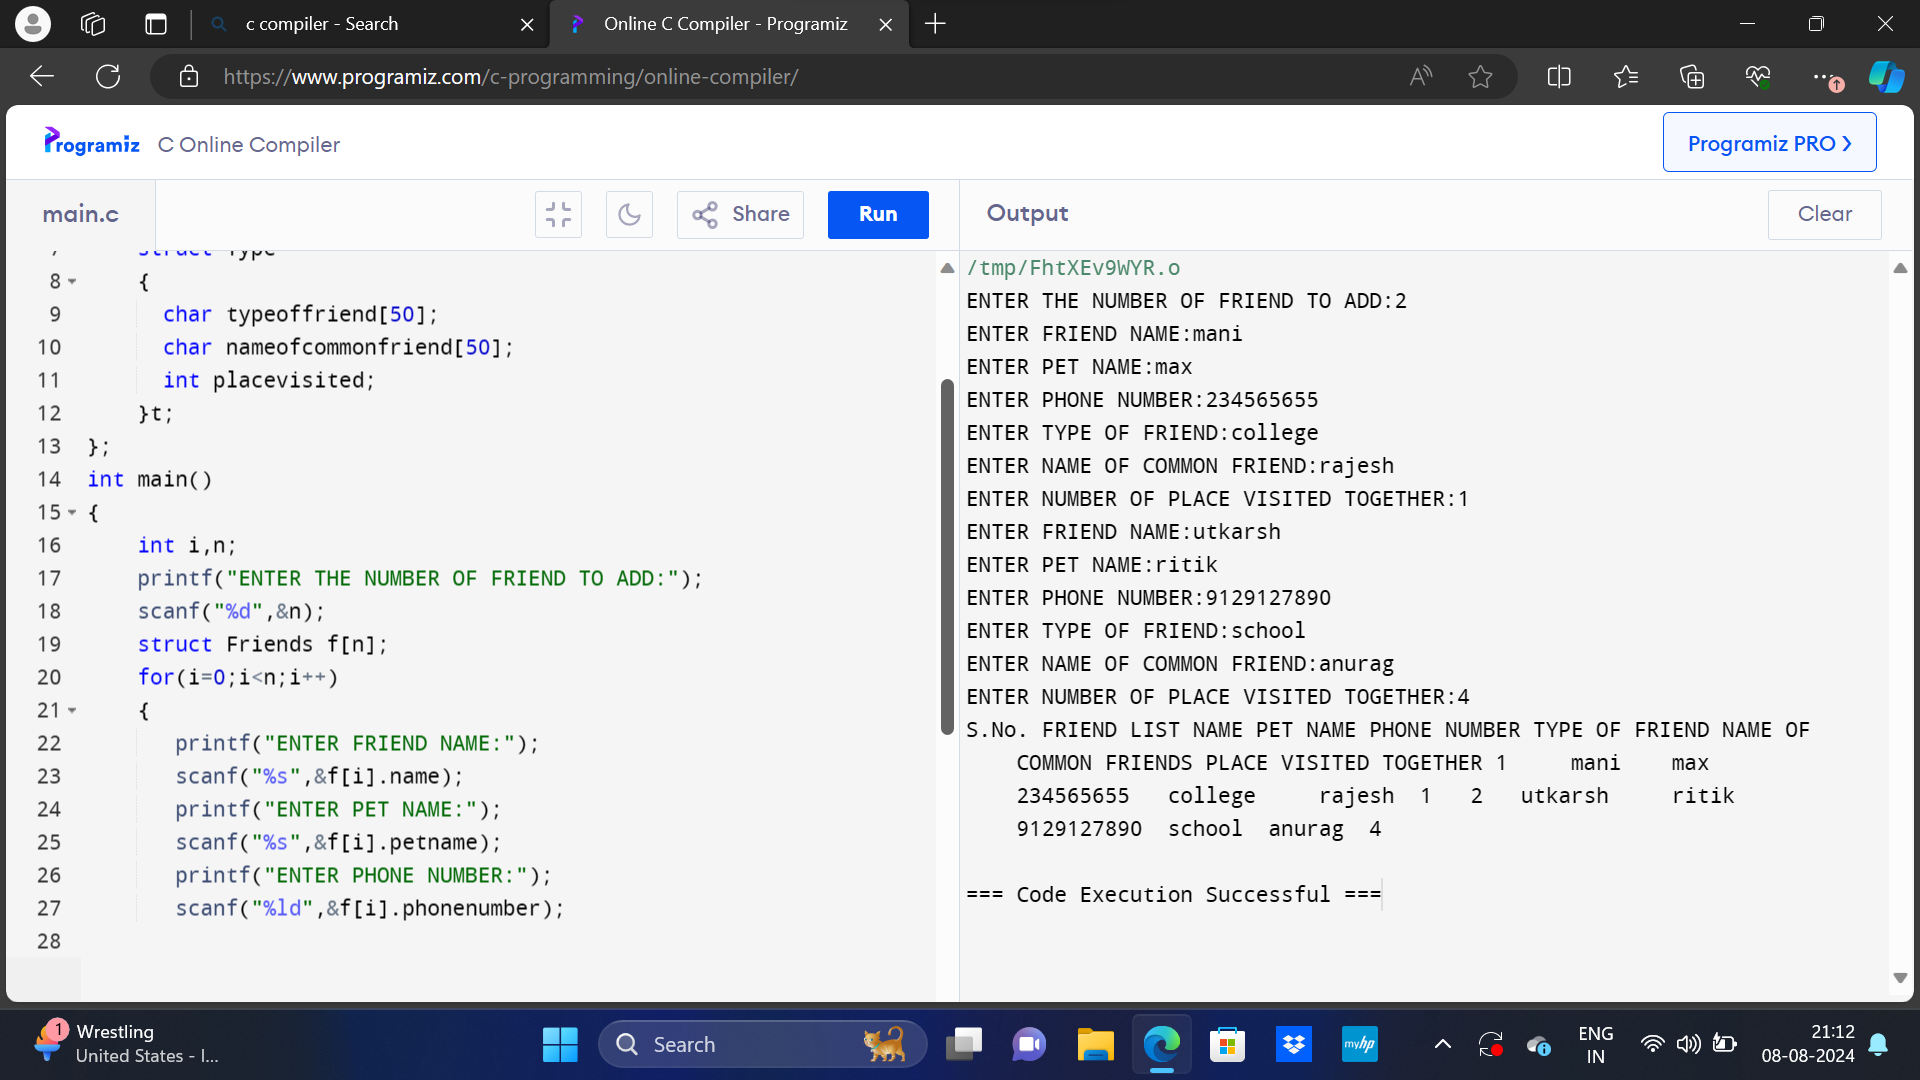 c compiler - Search
Online C Compiler - Programiz
https://www.programiz.com/c-programming/online-compiler/
Programiz
C Online Compiler
Programiz PRO ❯
main.c
Share
Run
Output
Clear
7 struct Type
8 {
9 char typeoffriend[50];
10 char nameofcommonfriend[50];
11 int placevisited;
12 }t;
13 };
14 int main()
15 {
16 int i,n;
17 printf("ENTER THE NUMBER OF FRIEND TO ADD:");
18 scanf("%d",&n);
19 struct Friends f[n];
20 for(i=0;i<n;i++)
21 {
22 printf("ENTER FRIEND NAME:");
23 scanf("%s",&f[i].name);
24 printf("ENTER PET NAME:");
25 scanf("%s",&f[i].petname);
26 printf("ENTER PHONE NUMBER:");
27 scanf("%ld",&f[i].phonenumber);
28
/tmp/FhtXEv9WYR.o
ENTER THE NUMBER OF FRIEND TO ADD:2
ENTER FRIEND NAME:mani
ENTER PET NAME:max
ENTER PHONE NUMBER:234565655
ENTER TYPE OF FRIEND:college
ENTER NAME OF COMMON FRIEND:rajesh
ENTER NUMBER OF PLACE VISITED TOGETHER:1
ENTER FRIEND NAME:utkarsh
ENTER PET NAME:ritik
ENTER PHONE NUMBER:9129127890
ENTER TYPE OF FRIEND:school
ENTER NAME OF COMMON FRIEND:anurag
ENTER NUMBER OF PLACE VISITED TOGETHER:4
S.No. FRIEND LIST NAME PET NAME PHONE NUMBER TYPE OF FRIEND NAME OF
COMMON FRIENDS PLACE VISITED TOGETHER 1 mani max
234565655 college rajesh 1 2 utkarsh ritik
9129127890 school anurag 4
=== Code Execution Successful ===
1
Wrestling
United States - I...
Search
myhp
ENG
IN
21:12
08-08-2024